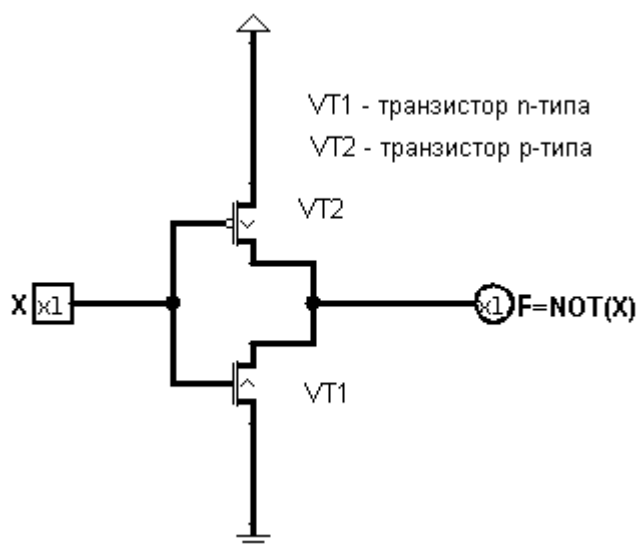 VT1 - транзистор n-типа
VT2 - транзистор p-типа
VT2
X x1
x1 F=NOT(X)
VT1